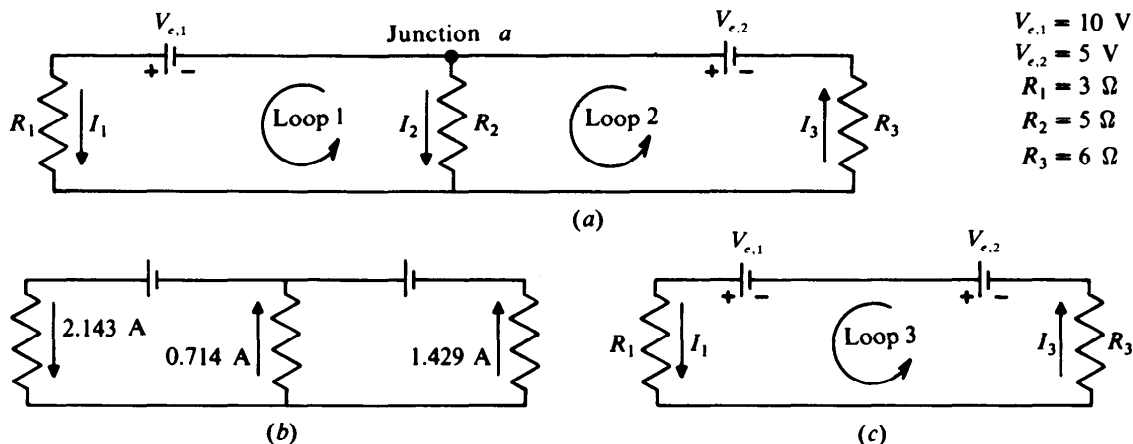 V_{e,1}
Junction a
V_{e,2}
+ -
+ -
R_1
I_1
Loop 1
I_2
R_2
Loop 2
I_3
R_3
(a)
V_{e,1} = 10 V
V_{e,2} = 5 V
R_1 = 3 Ω
R_2 = 5 Ω
R_3 = 6 Ω
2.143 A
0.714 A
1.429 A
(b)
V_{e,1}
V_{e,2}
+ -
+ -
R_1
I_1
Loop 3
I_3
R_3
(c)